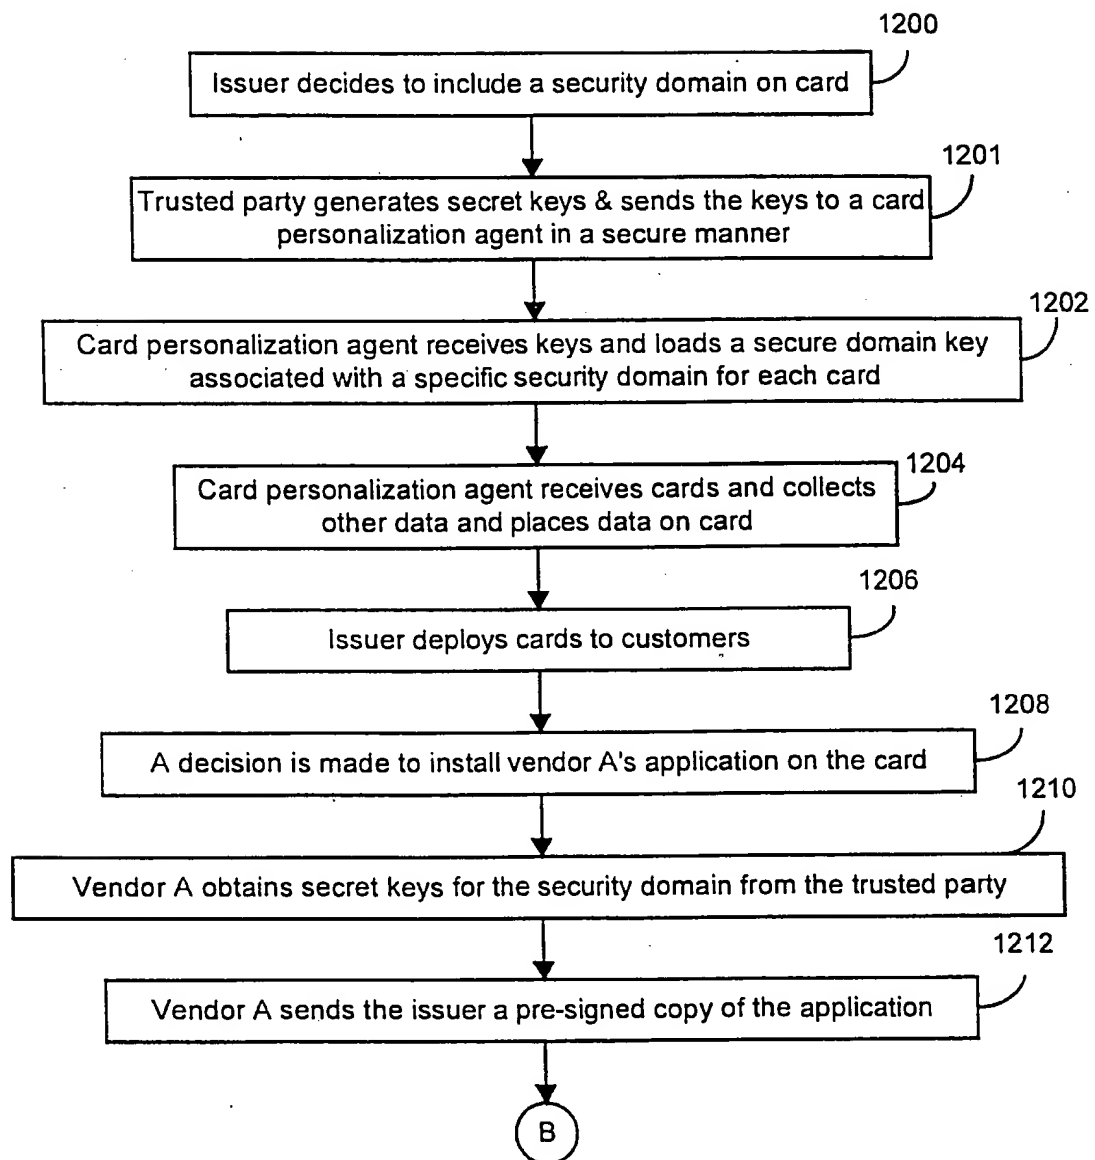 1200
Issuer decides to include a security domain on card
1201
Trusted party generates secret keys & sends the keys to a card
personalization agent in a secure manner
1202
Card personalization agent receives keys and loads a secure domain key
associated with a specific security domain for each card
1204
Card personalization agent receives cards and collects
other data and places data on card
1206
Issuer deploys cards to customers
1208
A decision is made to install vendor A's application on the card
1210
Vendor A obtains secret keys for the security domain from the trusted party
1212
Vendor A sends the issuer a pre-signed copy of the application
B